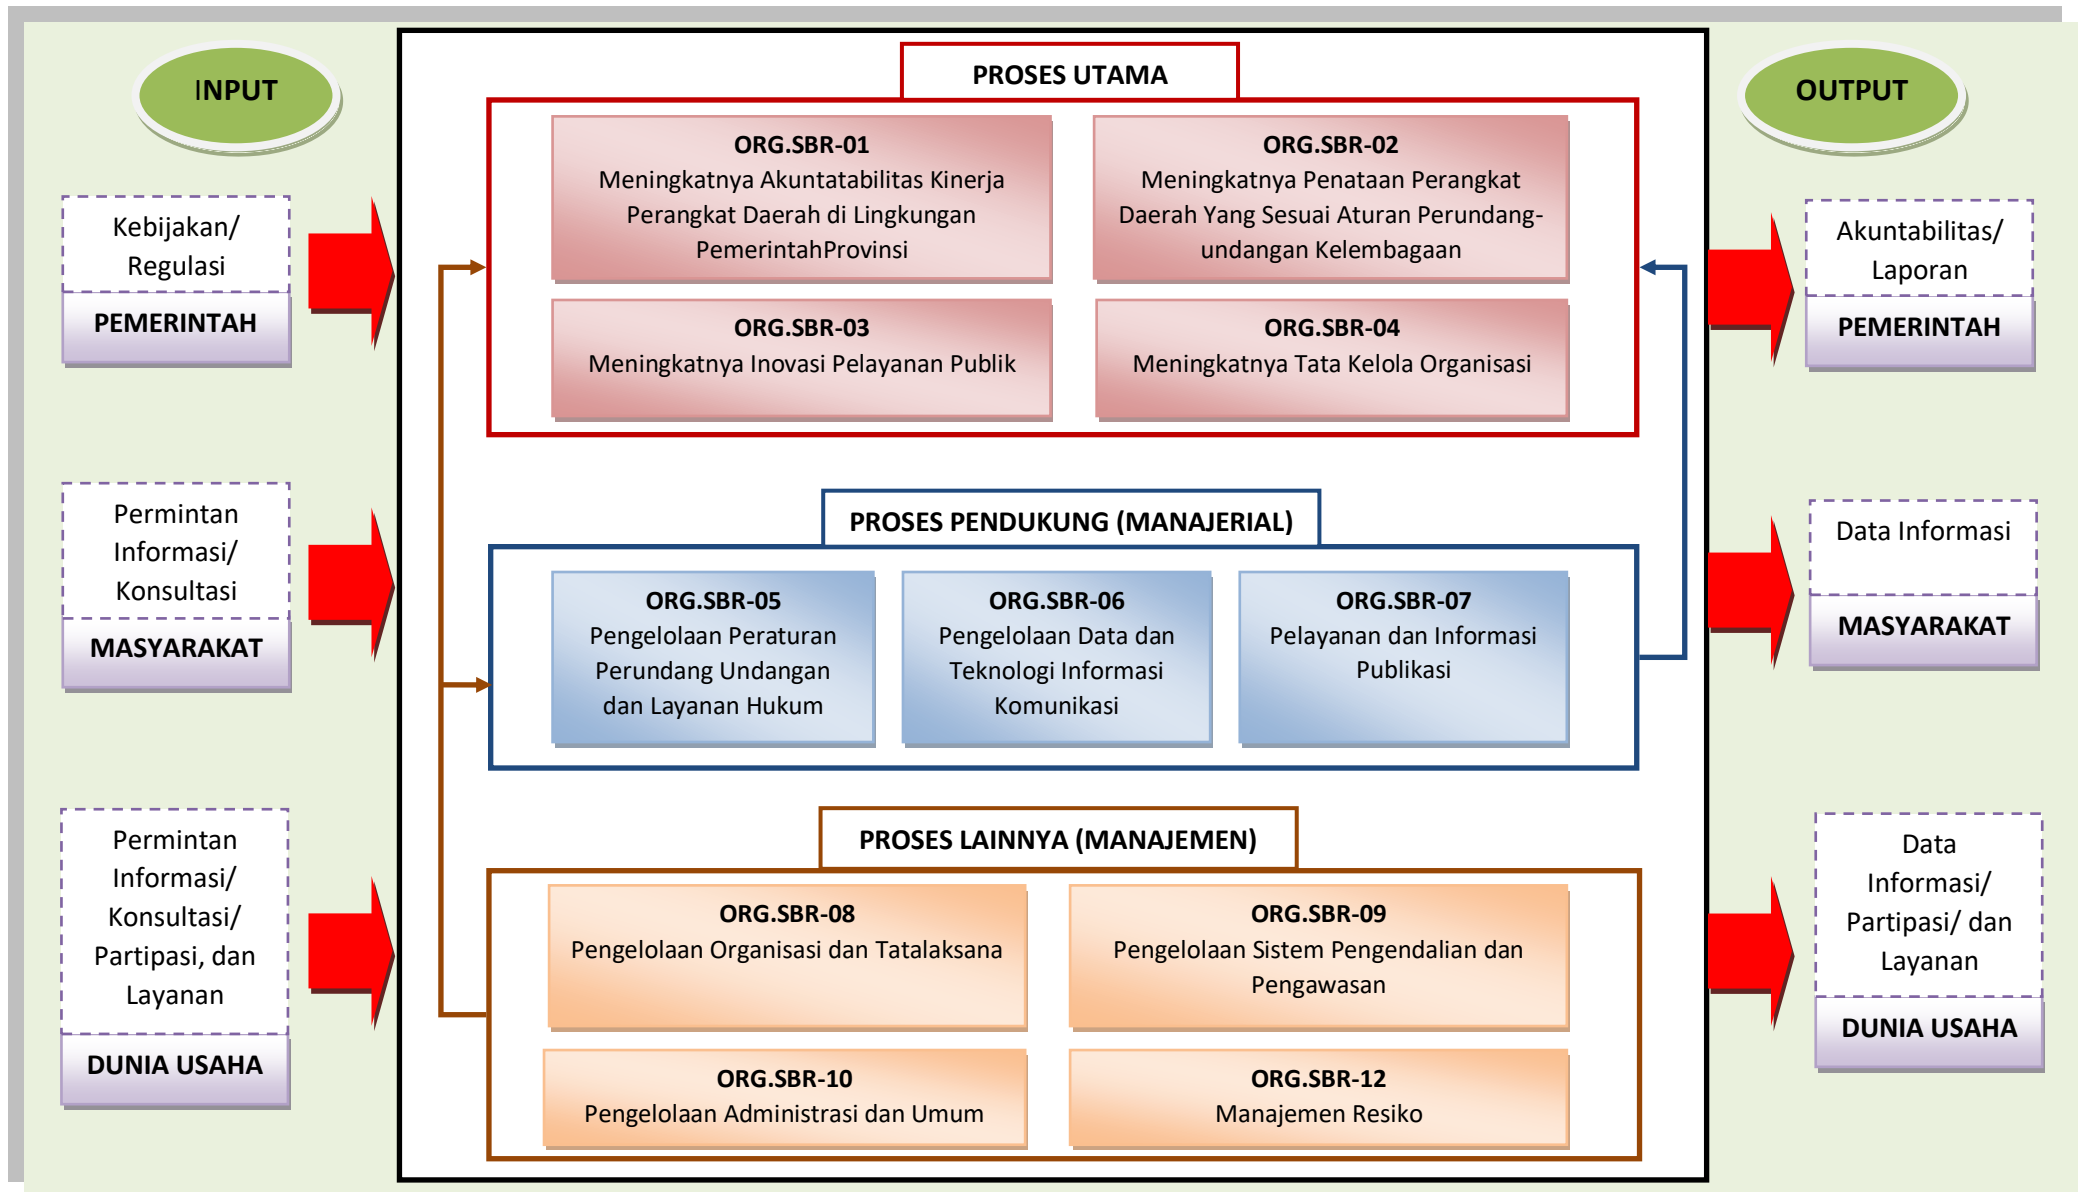 INPUT
Kebijakan/
Regulasi
PEMERINTAH
Permintan
Informasi/
Konsultasi
MASYARAKAT
Permintan
Informasi/
Konsultasi/
Partipasi, dan
Layanan
DUNIA USAHA
PROSES UTAMA
ORG.SBR-01
Meningkatnya Akuntatabilitas Kinerja
Perangkat Daerah di Lingkungan
PemerintahProvinsi
ORG.SBR-02
Meningkatnya Penataan Perangkat
Daerah Yang Sesuai Aturan Perundang-
undangan Kelembagaan
ORG.SBR-03
Meningkatnya Inovasi Pelayanan Publik
ORG.SBR-04
Meningkatnya Tata Kelola Organisasi
PROSES PENDUKUNG (MANAJERIAL)
ORG.SBR-05
Pengelolaan Peraturan
Perundang Undangan
dan Layanan Hukum
ORG.SBR-06
Pengelolaan Data dan
Teknologi Informasi
Komunikasi
ORG.SBR-07
Pelayanan dan Informasi
Publikasi
PROSES LAINNYA (MANAJEMEN)
ORG.SBR-08
Pengelolaan Organisasi dan Tatalaksana
ORG.SBR-09
Pengelolaan Sistem Pengendalian dan
Pengawasan
ORG.SBR-10
Pengelolaan Administrasi dan Umum
ORG.SBR-12
Manajemen Resiko
OUTPUT
Akuntabilitas/
Laporan
PEMERINTAH
Data Informasi
MASYARAKAT
Data
Informasi/
Partipasi/ dan
Layanan
DUNIA USAHA